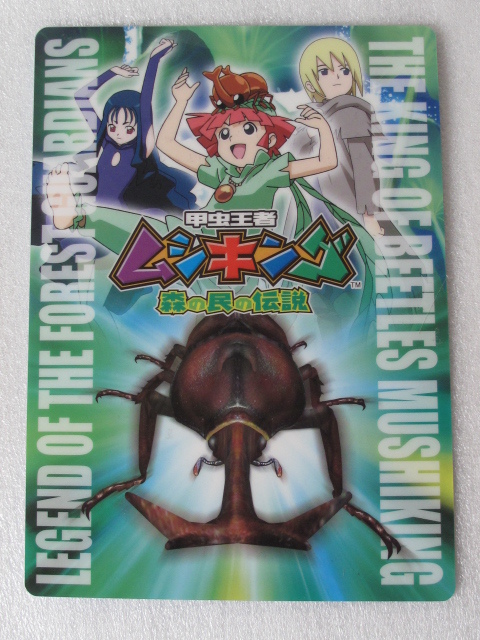 LEGEND OF THE FOREST GUARDIANS
THE KING OF BEETLES MUSHIKING
甲虫王者
ムシキング
TM
森の民の伝説